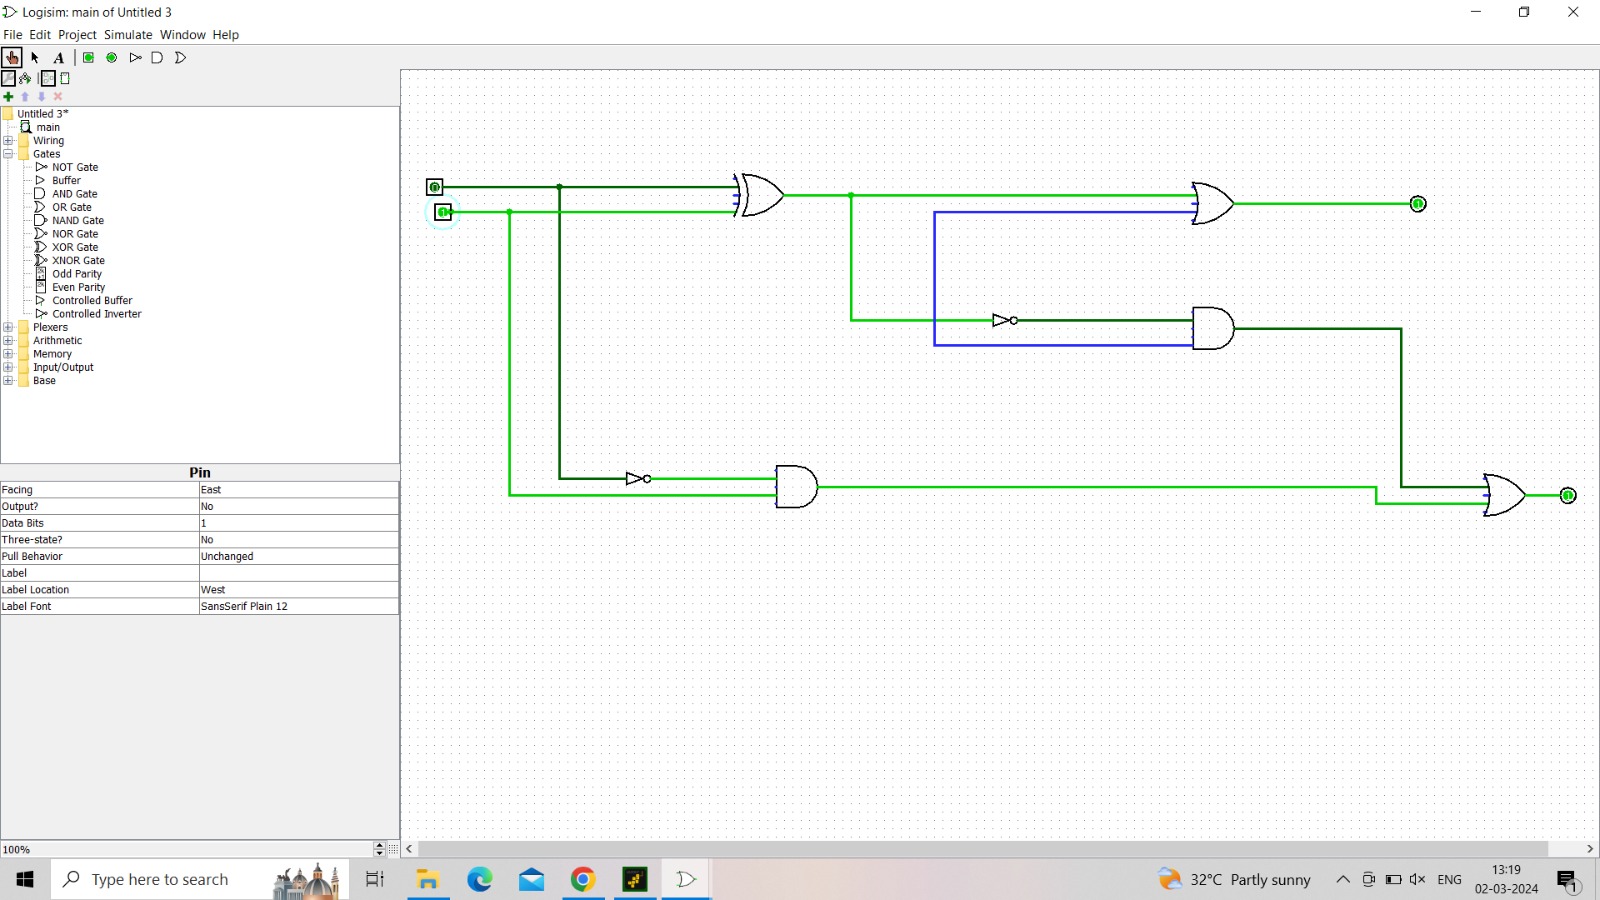 Logisim: main of Untitled 3
File Edit Project Simulate Window Help
A
Untitled 3*
main
Wiring
Gates
NOT Gate
Buffer
AND Gate
OR Gate
NAND Gate
NOR Gate
XOR Gate
XNOR Gate
Odd Parity
Even Parity
Controlled Buffer
Controlled Inverter
Plexers
Arithmetic
Memory
Input/Output
Base
Pin
Facing East
Output? No
Data Bits 1
Three-state? No
Pull Behavior Unchanged
Label
Label Location West
Label Font SansSerif Plain 12
0
1
1
1
100%
Type here to search
32°C Partly sunny
ENG
13:19
02-03-2024
1